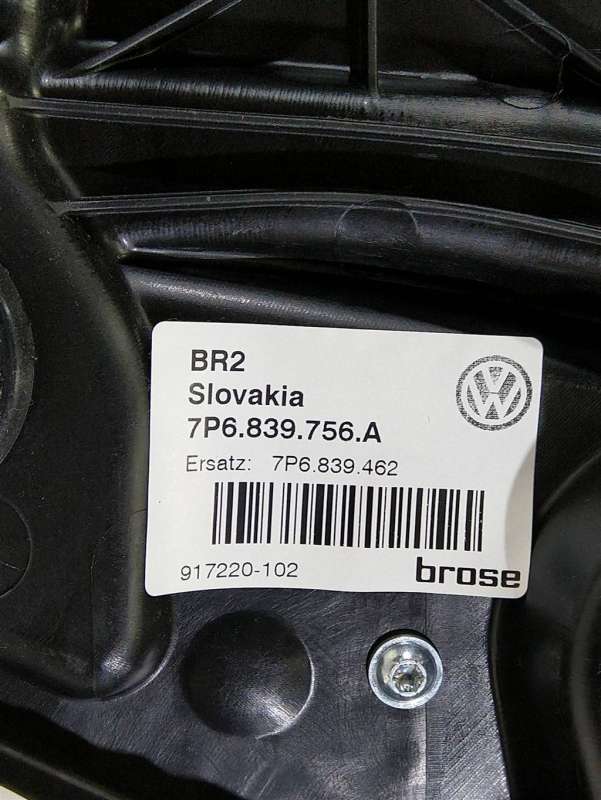 BR2
Slovakia
7P6.839.756.A
Ersatz: 7P6.839.462
917220-102
brose